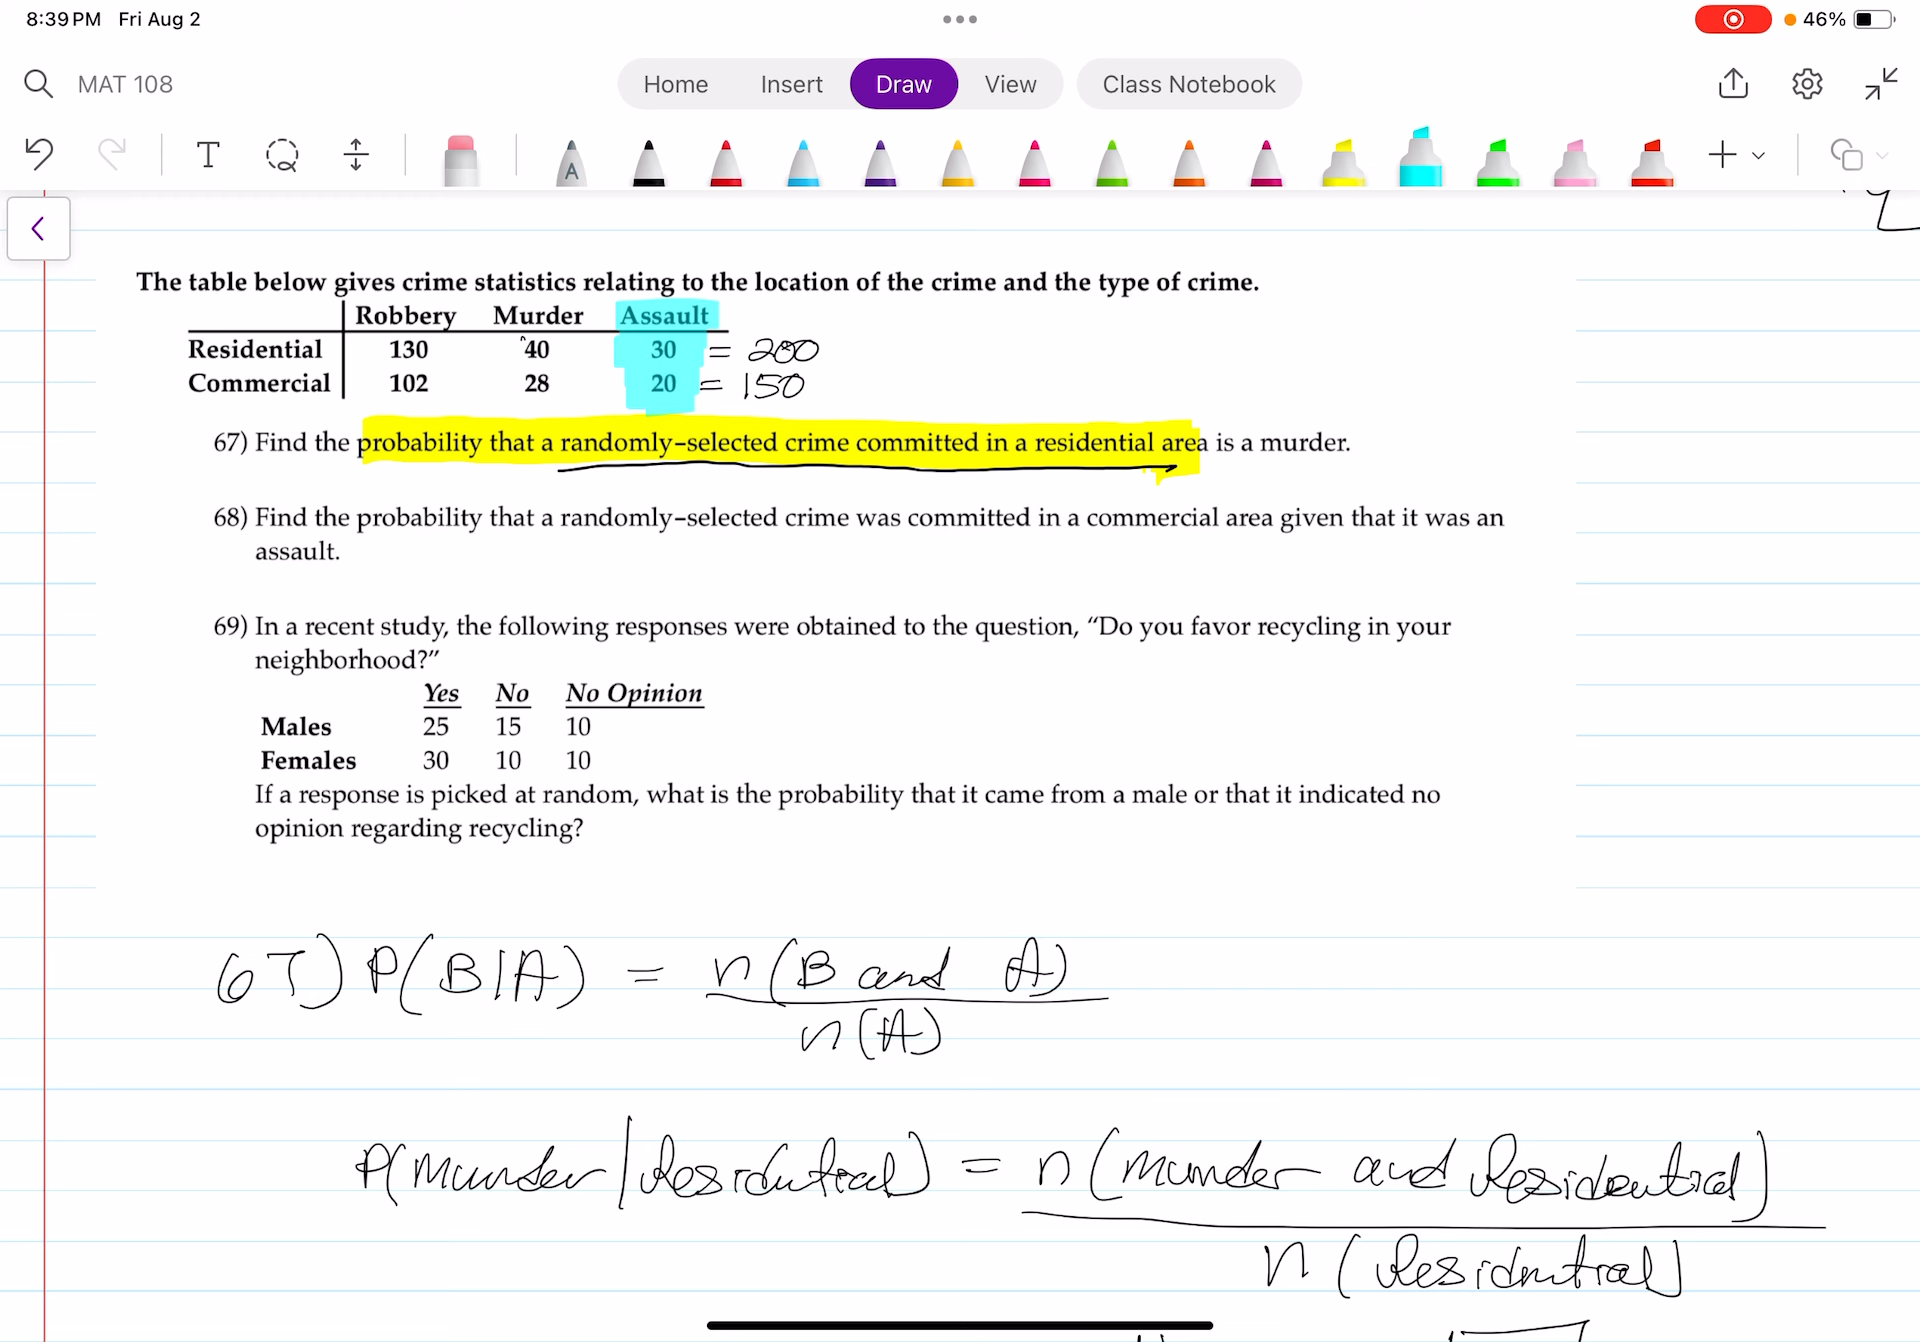 8:39 PM Fri Aug 2
46%
MAT 108
Home Insert Draw View Class Notebook
T A
The table below gives crime statistics relating to the location of the crime and the type of crime.
Robbery Murder Assault
Residential 130 40 30 = 200
Commercial 102 28 20 = 150
67) Find the probability that a randomly-selected crime committed in a residential area is a murder.
68) Find the probability that a randomly-selected crime was committed in a commercial area given that it was an
assault.
69) In a recent study, the following responses were obtained to the question, “Do you favor recycling in your
neighborhood?”
Yes No No Opinion
Males 25 15 10
Females 30 10 10
If a response is picked at random, what is the probability that it came from a male or that it indicated no
opinion regarding recycling?
67) P(B|A) = n(B and A)
n(A)
P(Murder|Residential) = n(Murder and Residential)
n(Residential)